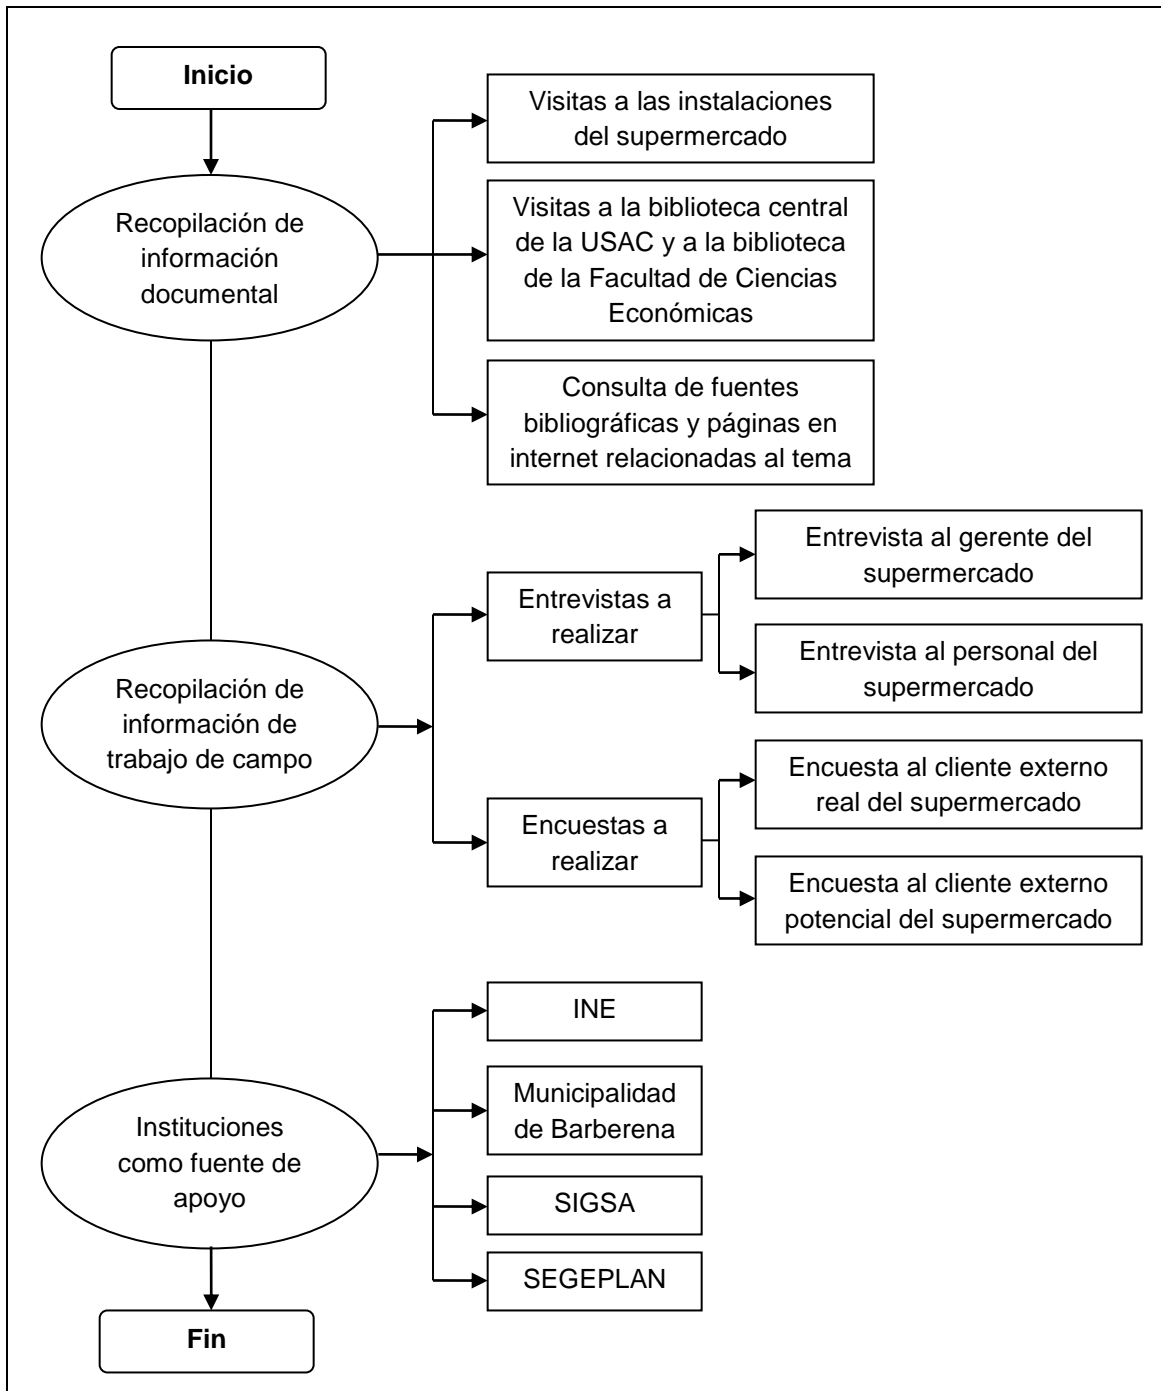 Inicio
Visitas a las instalaciones
del supermercado
Recopilación de
información
documental
Visitas a la biblioteca central
de la USAC y a la biblioteca
de la Facultad de Ciencias
Económicas
Consulta de fuentes
bibliográficas y páginas en
internet relacionadas al tema
Recopilación de
información de
trabajo de campo
Entrevistas a
realizar
Entrevista al gerente del
supermercado
Entrevista al personal del
supermercado
Encuestas a
realizar
Encuesta al cliente externo
real del supermercado
Encuesta al cliente externo
potencial del supermercado
Instituciones
como fuente de
apoyo
INE
Municipalidad
de Barberena
SIGSA
SEGEPLAN
Fin